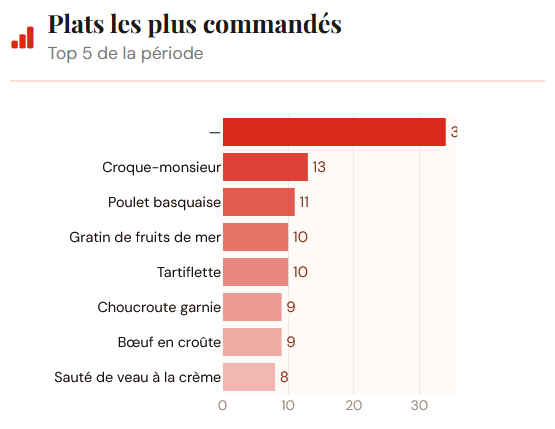 Plats les plus commandés
Top 5 de la période
— 3
Croque-monsieur 13
Poulet basquaise 11
Gratin de fruits de mer 10
Tartiflette 10
Choucroute garnie 9
Bœuf en croûte 9
Sauté de veau à la crème 8
0 10 20 30